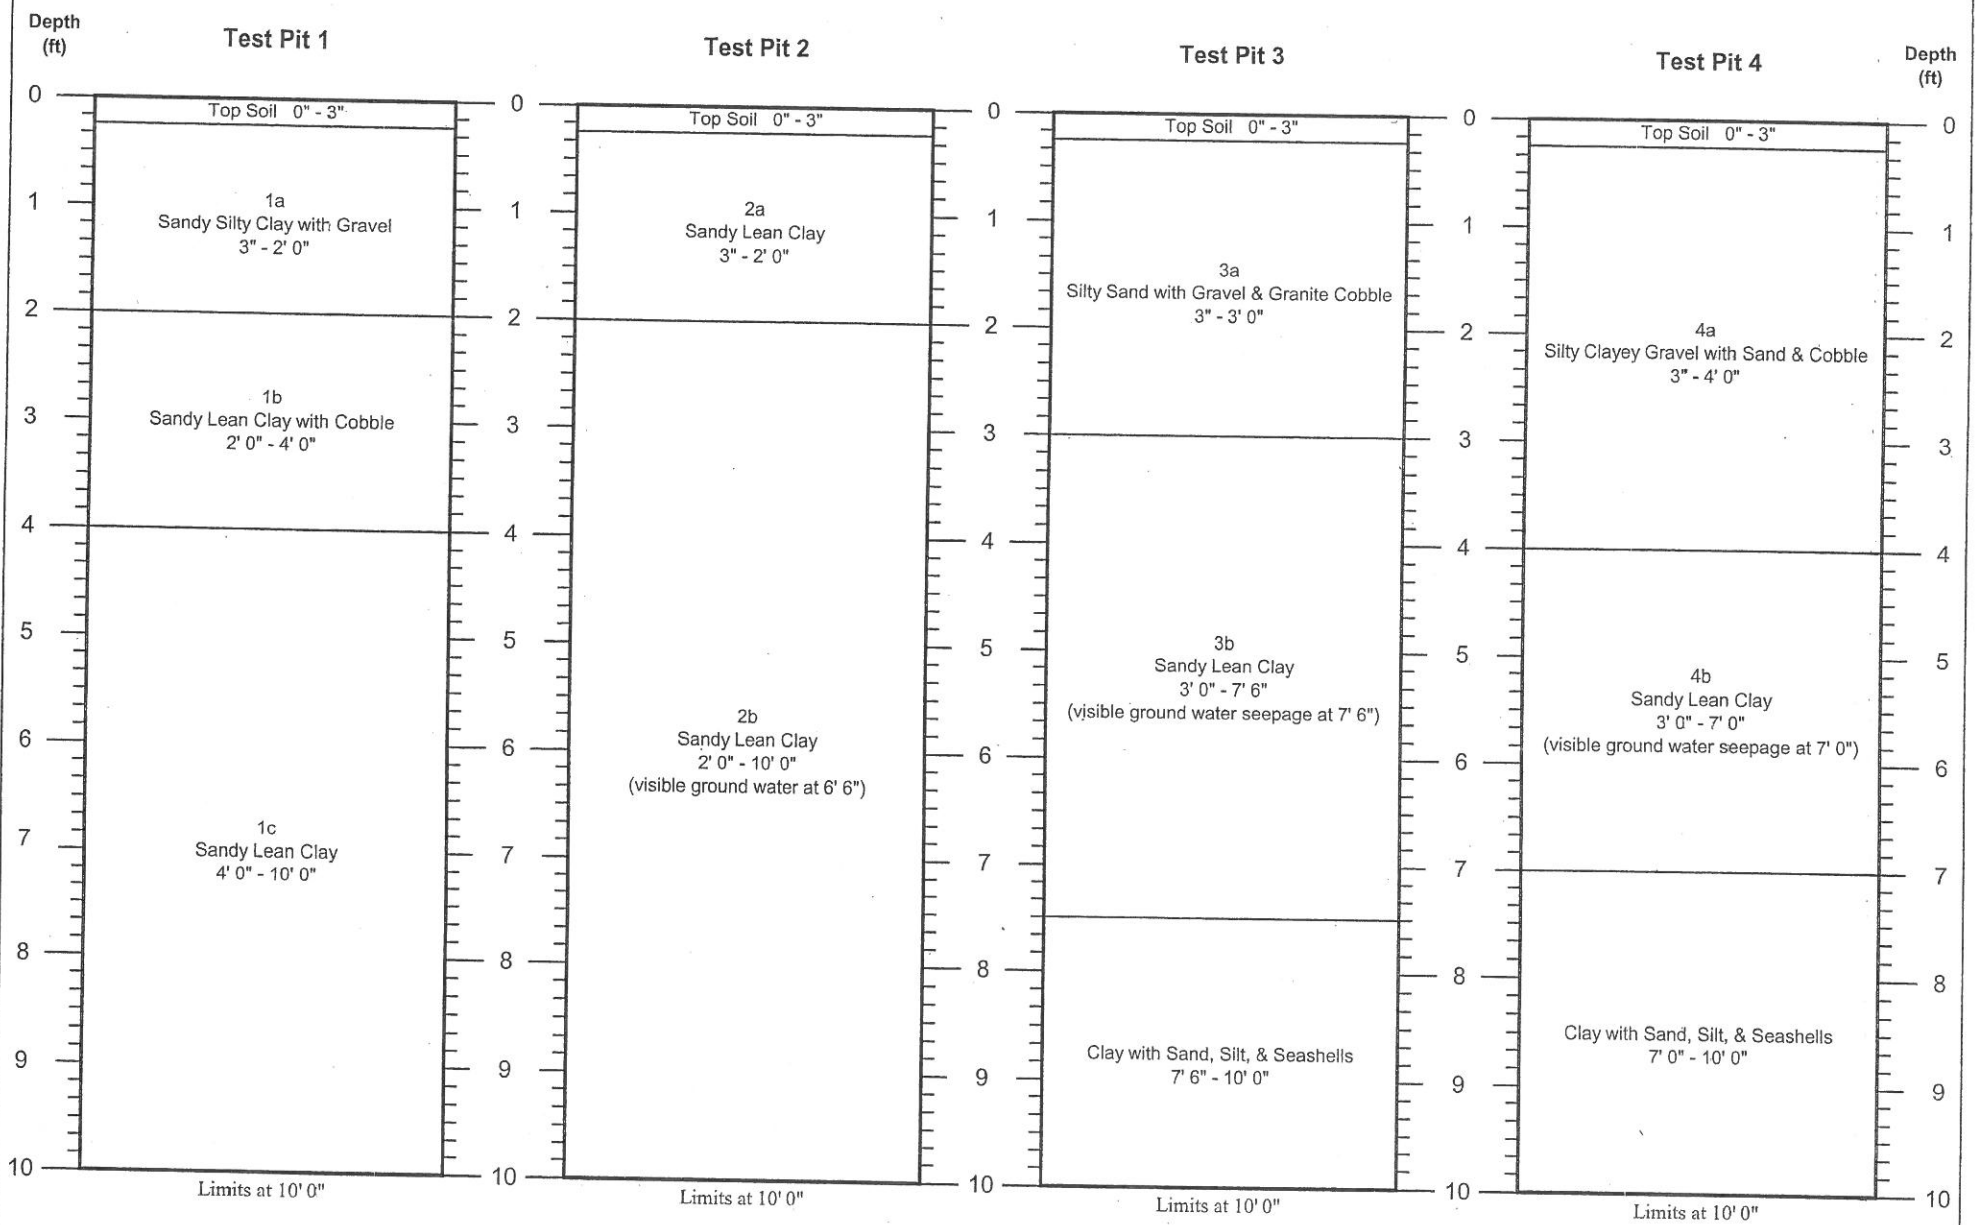 Depth
(ft)
Test Pit 1
Test Pit 2
Test Pit 3
Test Pit 4
Depth
(ft)
0
1
2
3
4
5
6
7
8
9
10
Top Soil 0" - 3"
1a
Sandy Silty Clay with Gravel
3" - 2' 0"
1b
Sandy Lean Clay with Cobble
2' 0" - 4' 0"
1c
Sandy Lean Clay
4' 0" - 10' 0"
Limits at 10' 0"
0
1
2
3
4
5
6
7
8
9
10
Top Soil 0" - 3"
2a
Sandy Lean Clay
3" - 2' 0"
2b
Sandy Lean Clay
2' 0" - 10' 0"
(visible ground water at 6' 6")
Limits at 10' 0"
0
1
2
3
4
5
6
7
8
9
10
Top Soil 0" - 3"
3a
Silty Sand with Gravel & Granite Cobble
3" - 3' 0"
3b
Sandy Lean Clay
3' 0" - 7' 6"
(visible ground water seepage at 7' 6")
Clay with Sand, Silt, & Seashells
7' 6" - 10' 0"
Limits at 10' 0"
0
1
2
3
4
5
6
7
8
9
10
Top Soil 0" - 3"
4a
Silty Clayey Gravel with Sand & Cobble
3" - 4' 0"
4b
Sandy Lean Clay
3' 0" - 7' 0"
(visible ground water seepage at 7' 0")
Clay with Sand, Silt, & Seashells
7' 0" - 10' 0"
Limits at 10' 0"
0
1
2
3
4
5
6
7
8
9
10